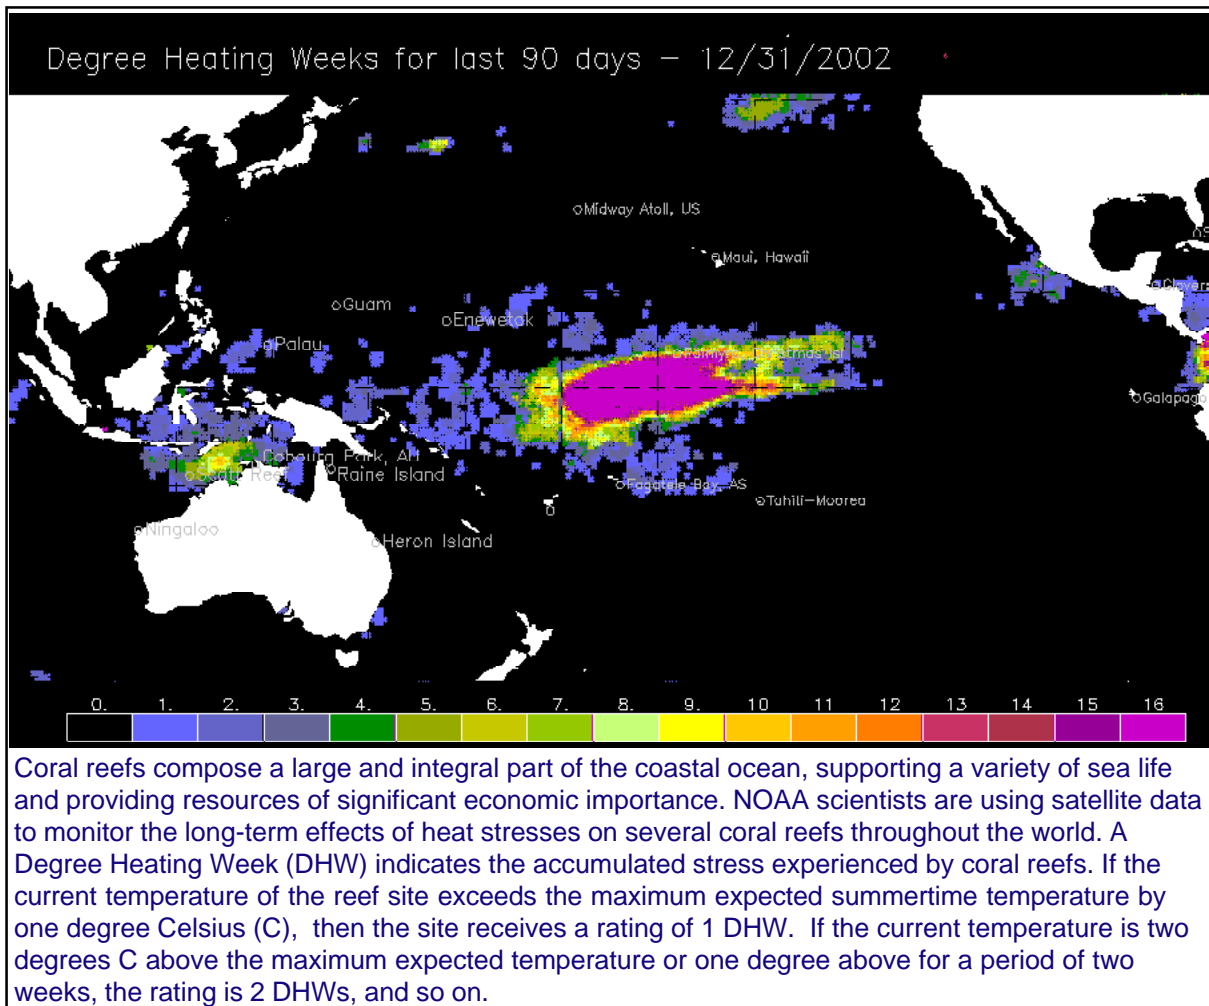 Degree Heating Weeks for last 90 days – 12/31/2002
Midway Atoll, US
Maui, Hawaii
Guam
Enewetok
Palau
Galapago
Cobourg Park, AU
Scott Reef
Raine Island
Fagatele Bay, AS
Tahiti-Moorea
Ningaloo
Heron Island
0. 1. 2. 3. 4. 5. 6. 7. 8. 9. 10 11 12 13 14 15 16
Coral reefs compose a large and integral part of the coastal ocean, supporting a variety of sea life
and providing resources of significant economic importance. NOAA scientists are using satellite data
to monitor the long-term effects of heat stresses on several coral reefs throughout the world. A
Degree Heating Week (DHW) indicates the accumulated stress experienced by coral reefs. If the
current temperature of the reef site exceeds the maximum expected summertime temperature by
one degree Celsius (C),  then the site receives a rating of 1 DHW.  If the current temperature is two
degrees C above the maximum expected temperature or one degree above for a period of two
weeks, the rating is 2 DHWs, and so on.